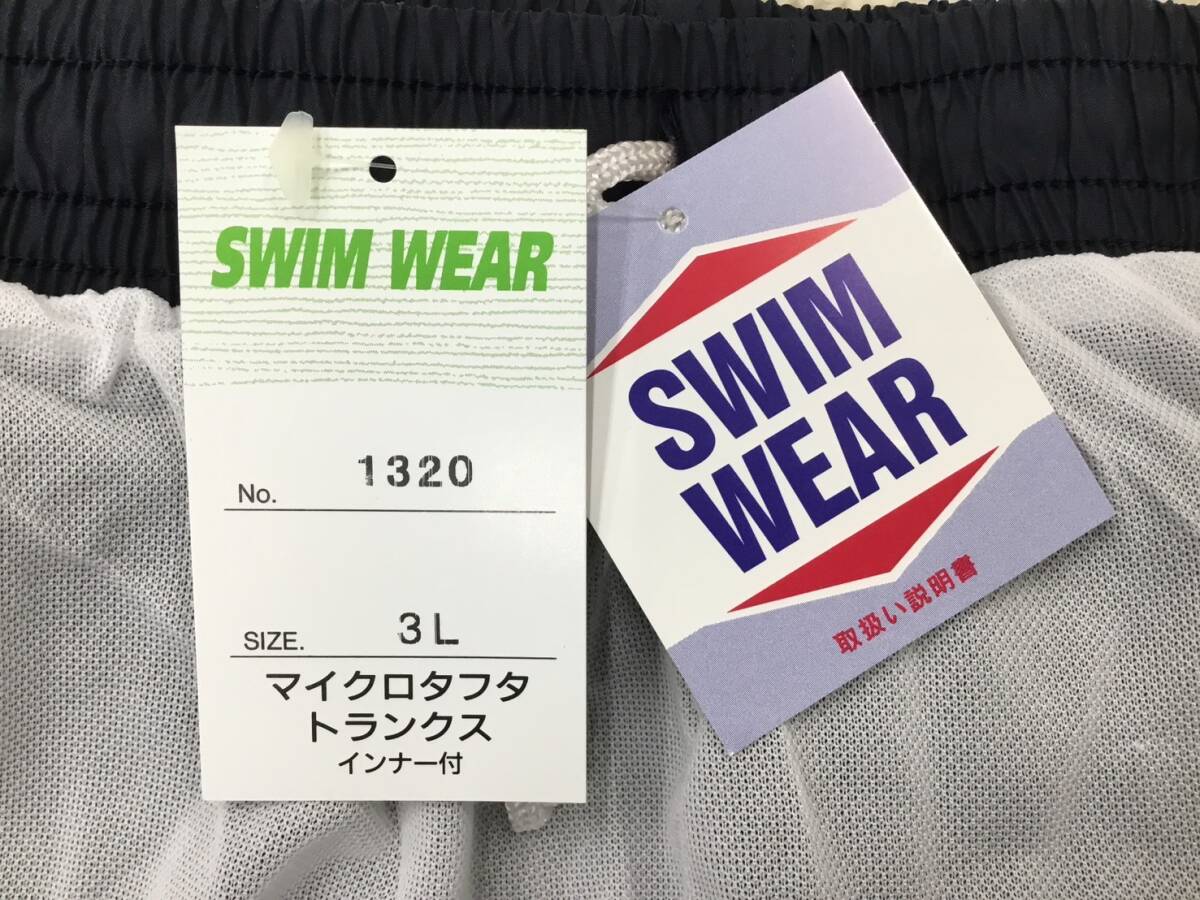 SWIM WEAR
No. 1320
SIZE. 3L
マイクロタフタ
トランクス
インナー付
SWIM
WEAR
取扱い説明書